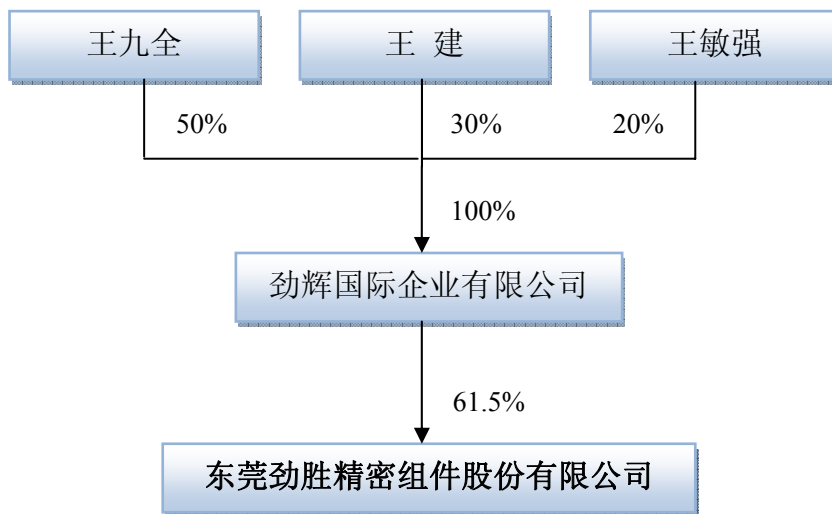 王九全
王 建
王敏强
50%
30%
20%
100%
劲辉国际企业有限公司
61.5%
东莞劲胜精密组件股份有限公司